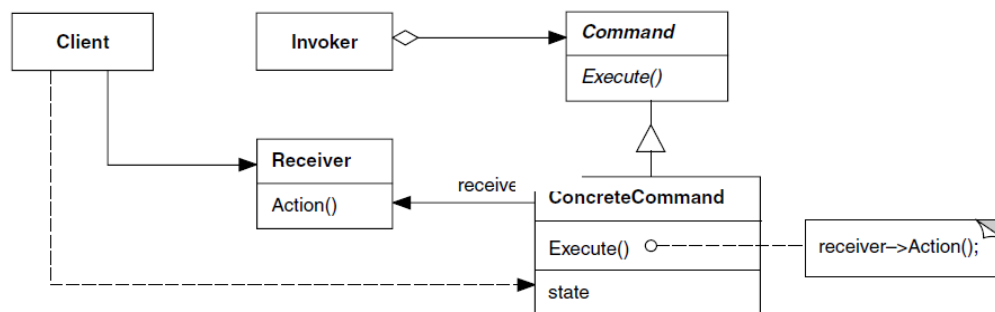 Client
Invoker
Command
Execute()
Receiver
Action()
receive
ConcreteCommand
Execute()
receiver–>Action();
state